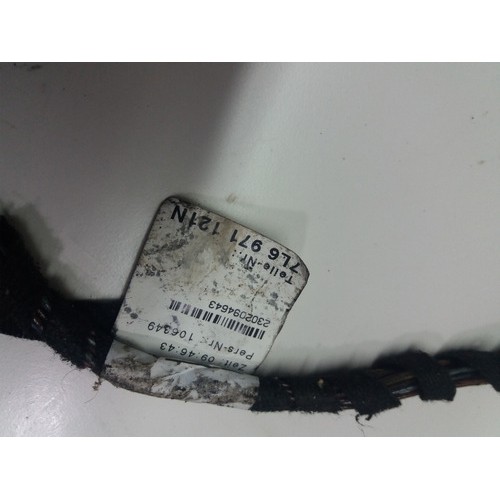 Teile-Nr.:
7L6 971 121N
2302094643
Pers-Nr: 106349
Zeit: 09:46:43